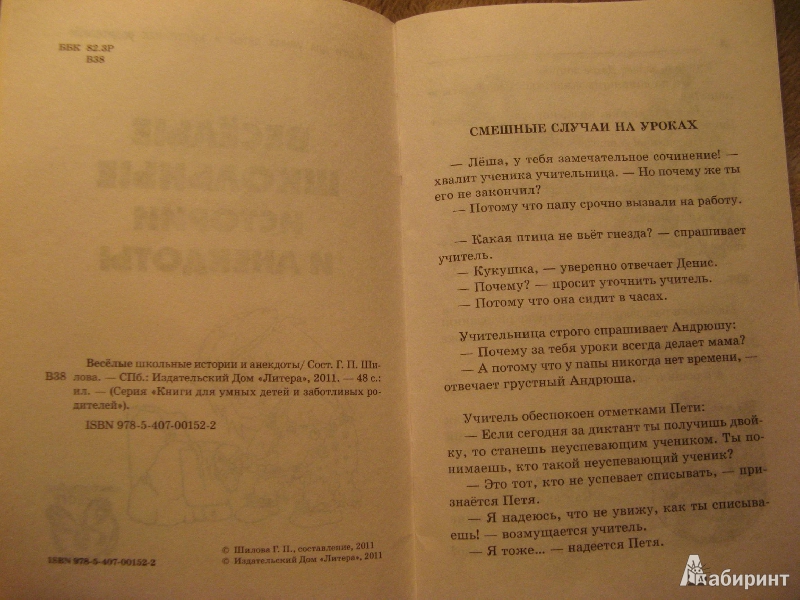 ББК 82.3Р
В38
Весёлые школьные истории и анекдоты/ Сост. Г. П. Ши-
В38 лова. — СПб.: Издательский Дом «Литера», 2011. — 48 с.:
ил. — (Серия «Книги для умных детей и заботливых ро-
дителей»).
ISBN 978-5-407-00152-2
© Шилова Г. П., составление, 2011
ISBN 978-5-407-00152-2
© Издательский Дом «Литера», 2011
СМЕШНЫЕ СЛУЧАИ НА УРОКАХ
— Лёша, у тебя замечательное сочинение! —
хвалит ученика учительница. — Но почему же ты
его не закончил?
— Потому что папу срочно вызвали на работу.
— Какая птица не вьёт гнезда? — спрашивает
учитель.
— Кукушка, — уверенно отвечает Денис.
— Почему? — просит уточнить учитель.
— Потому что она сидит в часах.
Учительница строго спрашивает Андрюшу:
— Почему за тебя уроки всегда делает мама?
— А потому что у папы никогда нет времени, —
отвечает грустный Андрюша.
Учитель обеспокоен отметками Пети:
— Если сегодня за диктант ты получишь двой-
ку, то станешь неуспевающим учеником. Ты по-
нимаешь, кто такой неуспевающий ученик?
— Это тот, кто не успевает списывать, — при-
знаётся Петя.
— Я надеюсь, что не увижу, как ты списыва-
ешь! — возмущается учитель.
— Я тоже... — надеется Петя.
Лабиринт